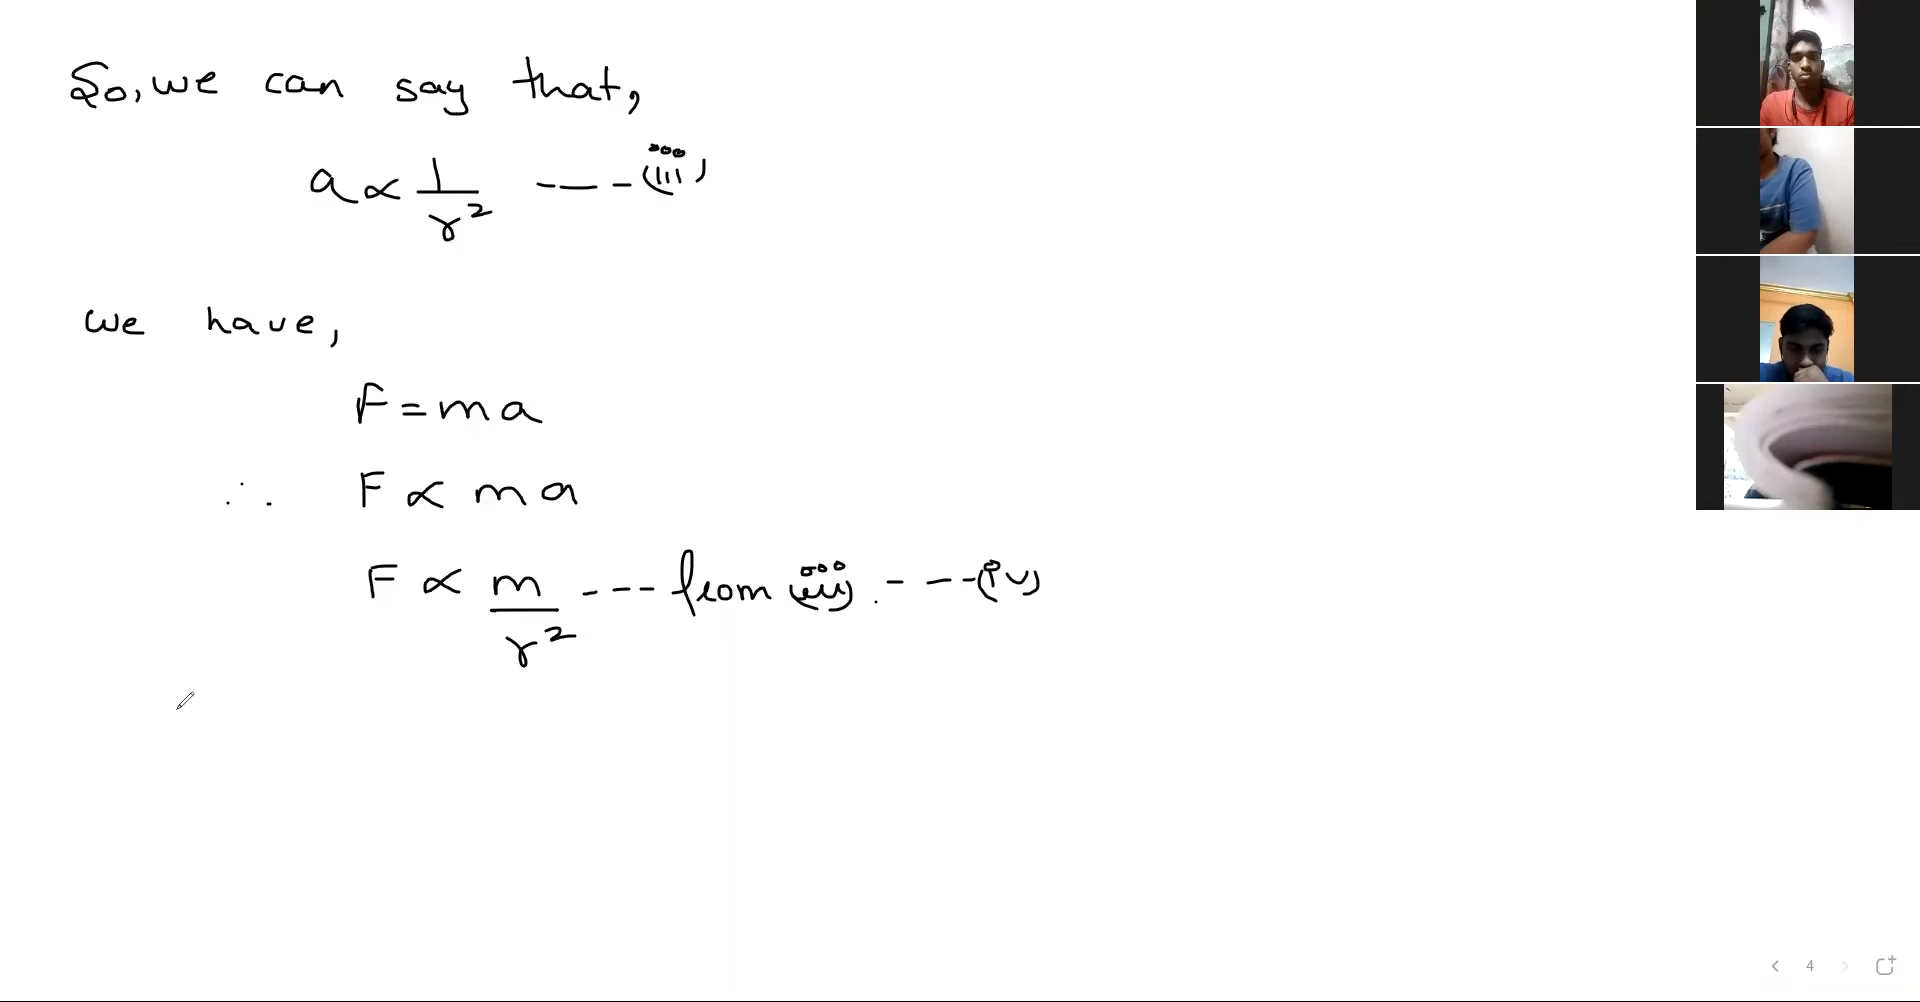 So, we can say that,
a ∝ 1/r² ---- (iii)
we have,
F = ma
∴ F ∝ ma
F ∝ m/r² --- from (iii) . - --- (iv)
4